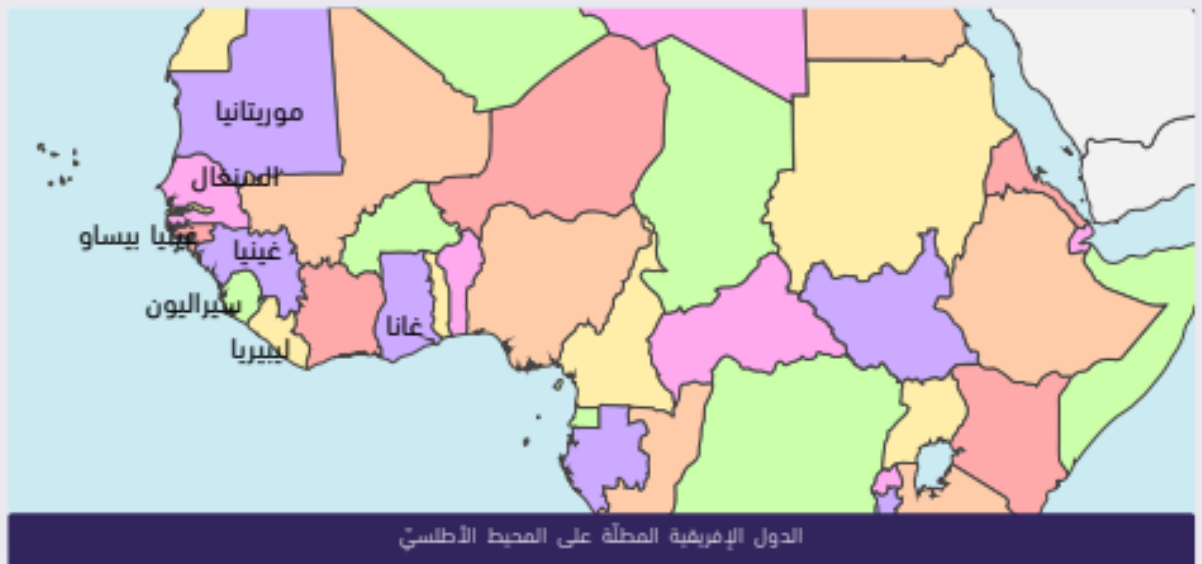 موريتانيا
السنغال
غينيا بيساو
غينيا
سيراليون
غانا
ليبيريا
الدول الإفريقية المطلّة على المحيط الأطلسيّ